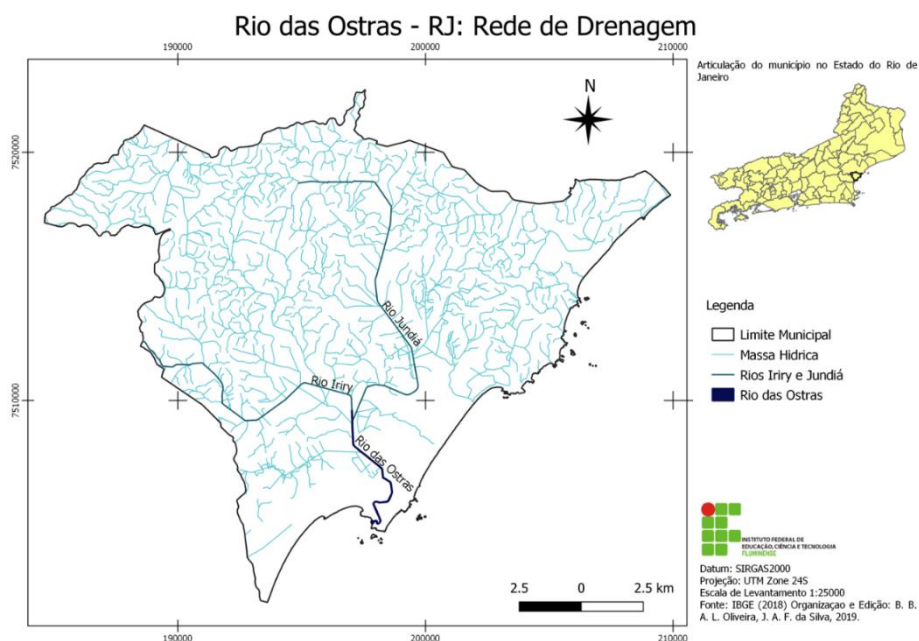 Rio das Ostras - RJ: Rede de Drenagem
190000
200000
210000
7520000
7510000
N
Rio Jundiá
Rio Iriry
Rio das Ostras
190000
200000
210000
2.5
0
2.5 km
Articulação do município no Estado do Rio de
Janeiro
Legenda
Limite Municipal
Massa Hídrica
Rios Iriry e Jundiá
Rio das Ostras
INSTITUTO FEDERAL DE
EDUCAÇÃO, CIÊNCIA E TECNOLOGIA
FLUMINENSE
Datum: SIRGAS2000
Projeção: UTM Zone 24S
Escala de Levantamento 1:25000
Fonte: IBGE (2018) Organizaçao e Edição: B. B.
A. L. Oliveira, J. A. F. da Silva, 2019.